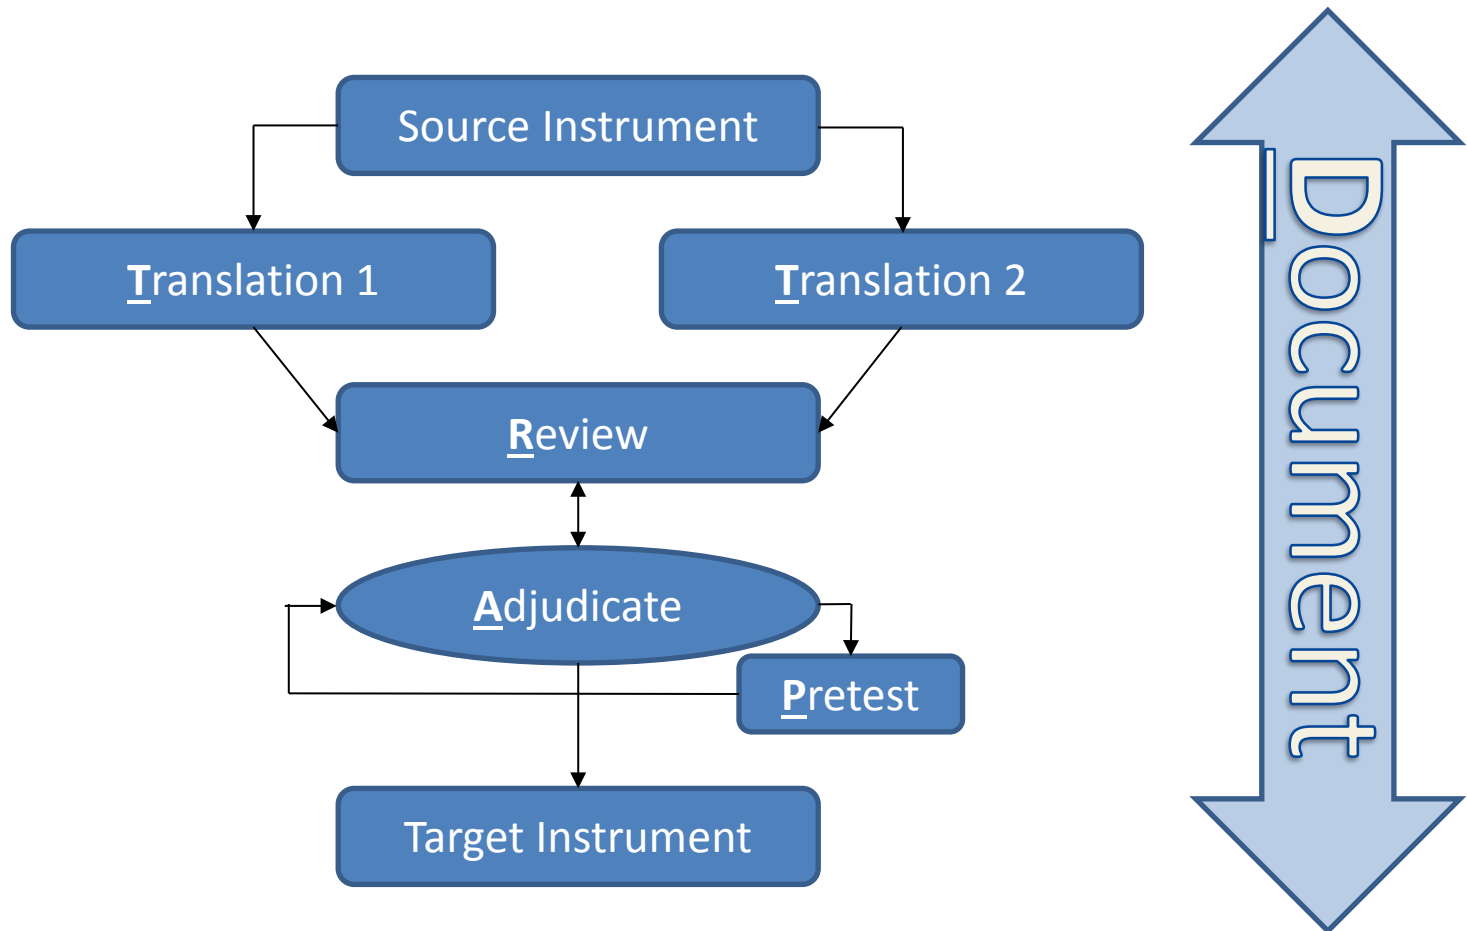 Source Instrument
Translation 1
Translation 2
Review
Adjudicate
Pretest
Target Instrument
Document